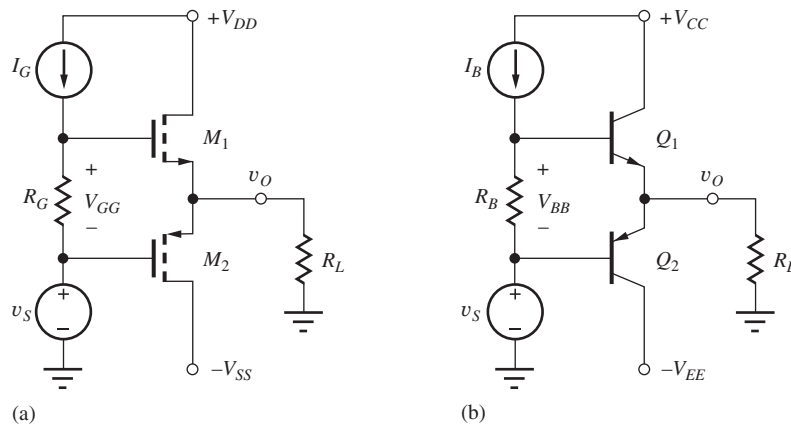 +V_DD
I_G
M_1
+
R_G
V_GG
–
v_O
M_2
R_L
v_S
+
–
–V_SS
(a)
+V_CC
I_B
Q_1
+
R_B
V_BB
–
v_O
Q_2
R_L
v_S
+
–
–V_EE
(b)